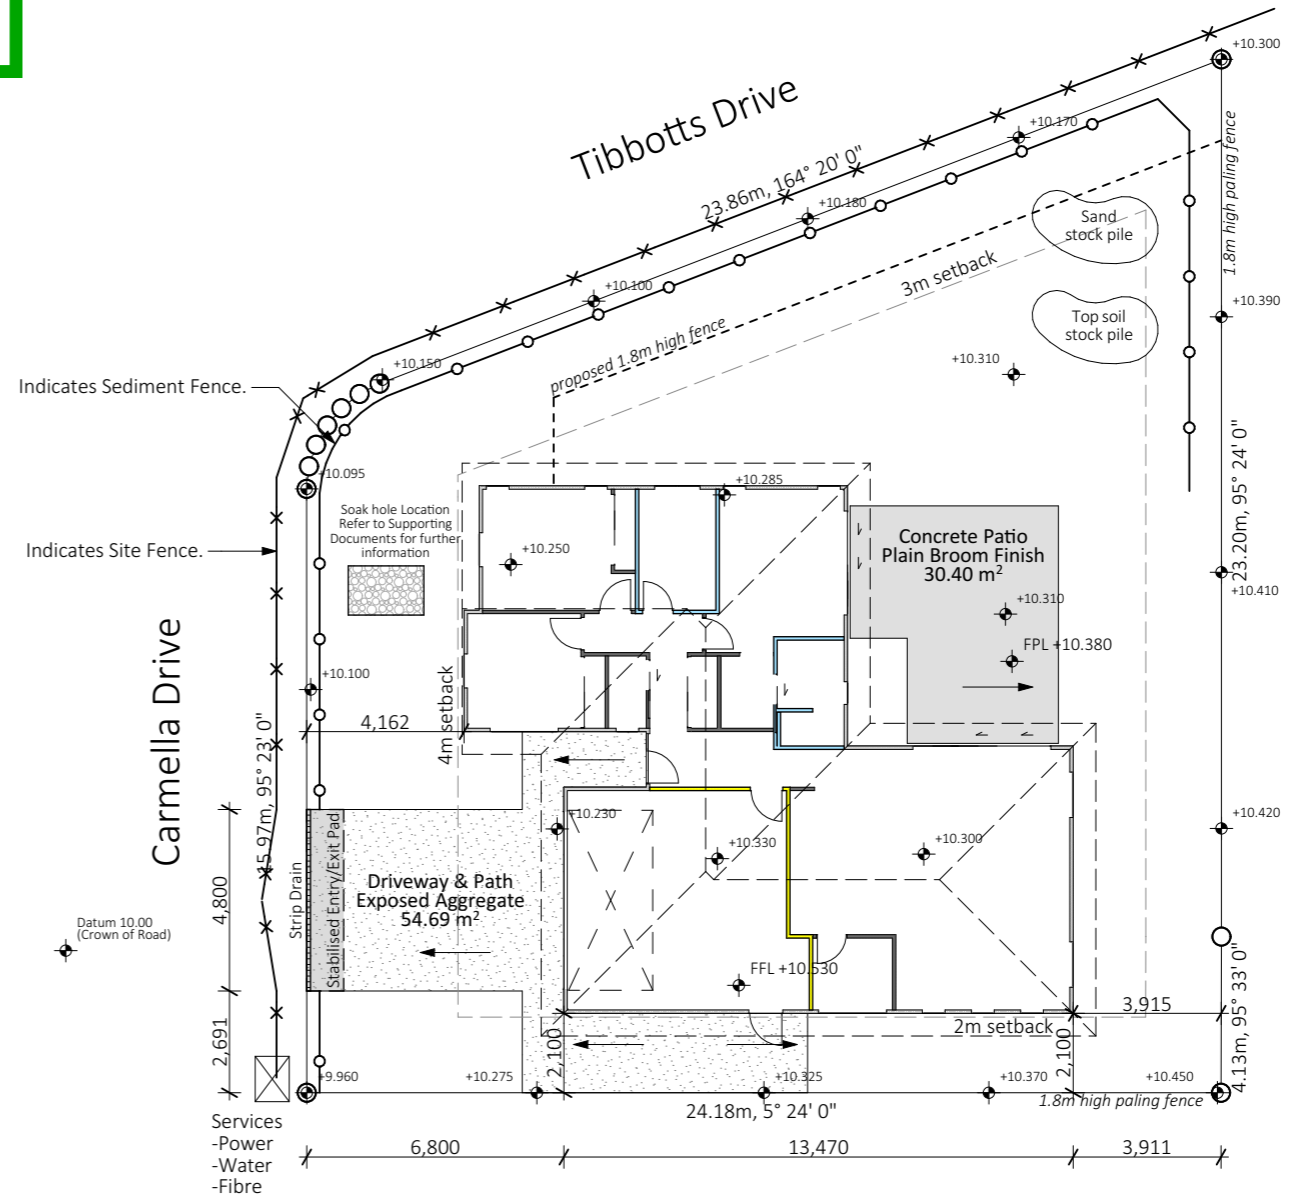 Tibbotts Drive
23.86m, 164° 20' 0"
+10.300
+10.170
+10.180
+10.100
+10.150
1.8m high paling fence
Sand
stock pile
3m setback
Top soil
stock pile
+10.390
+10.310
proposed 1.8m high fence
Indicates Sediment Fence.
+10.095
Soak hole Location
Refer to Supporting
Documents for further
information
Indicates Site Fence.
+10.285
+10.250
Concrete Patio
Plain Broom Finish
30.40 m²
+10.310
FPL +10.380
23.20m, 95° 24' 0"
+10.410
Carmella Drive
+10.100
4,162
4m setback
15.97m, 95° 23' 0"
+10.230
+10.330
+10.300
+10.420
4,800
Strip Drain
Stabilised Entry/Exit Pad
Driveway & Path
Exposed Aggregate
54.69 m²
Datum 10.00
(Crown of Road)
FFL +10.530
3,915
2m setback
2,691
2,100
2,100
4.13m, 95° 33' 0"
+9.960
+10.275
+10.325
+10.370
+10.450
1.8m high paling fence
24.18m, 5° 24' 0"
Services
-Power
-Water
-Fibre
6,800
13,470
3,911